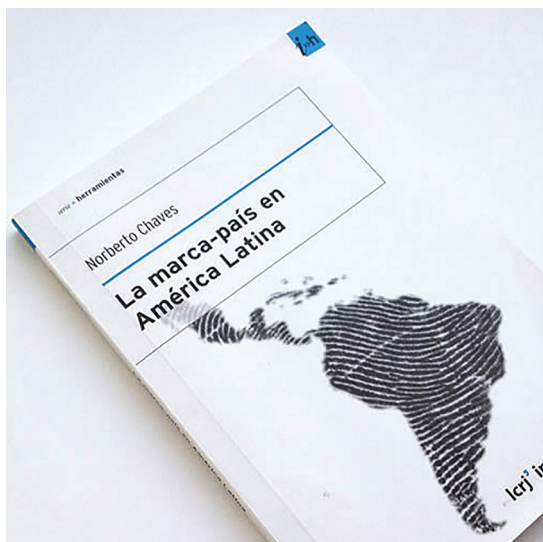 i»h
serie » herramientas
Norberto Chaves
La marca-país en
América Latina
lcrj'